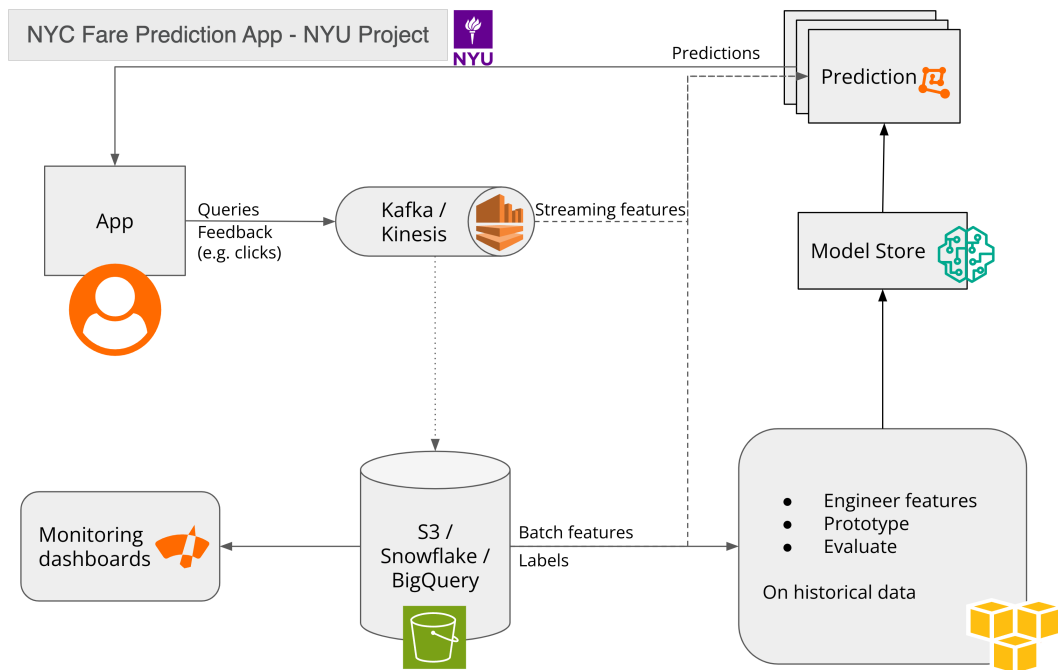 NYC Fare Prediction App - NYU Project
NYU
Predictions
Prediction
App
Queries
Feedback
(e.g. clicks)
Kafka /
Kinesis
Streaming features
Model Store
Monitoring
dashboards
S3 /
Snowflake /
BigQuery
Batch features
Labels
● Engineer features
● Prototype
● Evaluate
On historical data